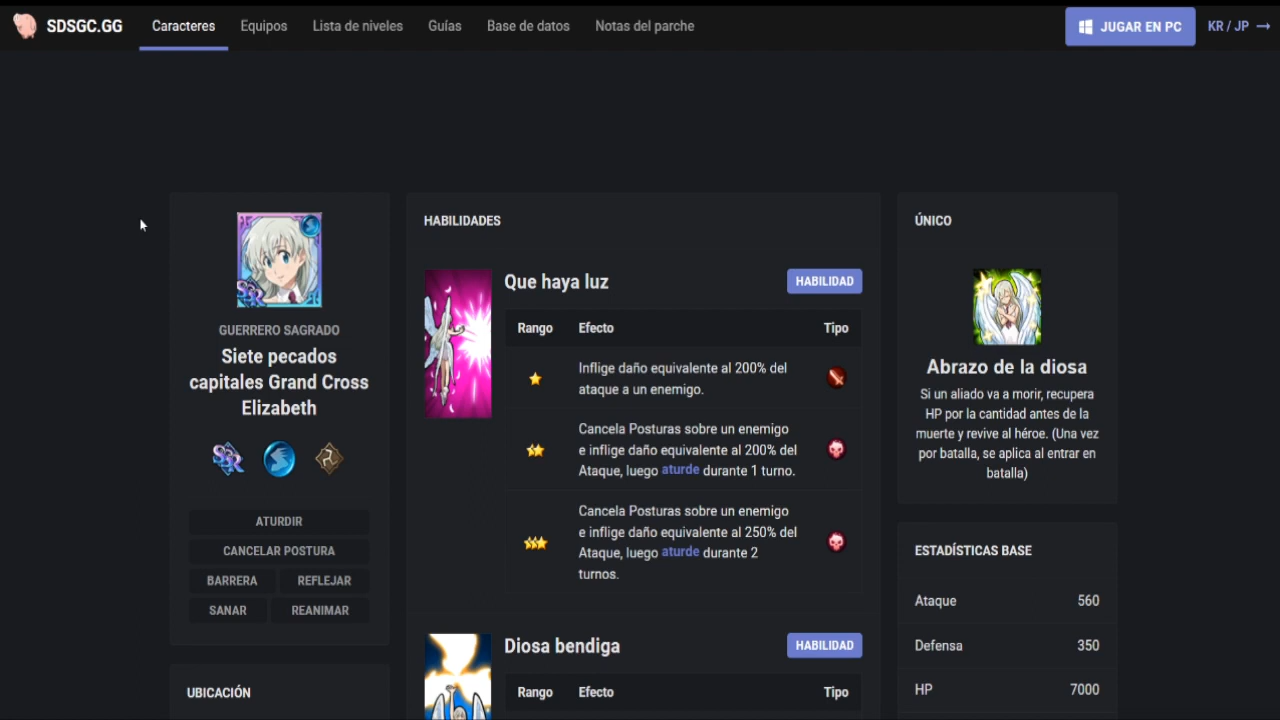 SDSGC.GG
Caracteres
Equipos
Lista de niveles
Guías
Base de datos
Notas del parche
JUGAR EN PC
KR / JP →
SSR
GUERRERO SAGRADO
Siete pecados
capitales Grand Cross
Elizabeth
SSR
ATURDIR
CANCELAR POSTURA
BARRERA
REFLEJAR
SANAR
REANIMAR
UBICACIÓN
HABILIDADES
Que haya luz
HABILIDAD
Rango Efecto Tipo
Inflige daño equivalente al 200% del
ataque a un enemigo.
Cancela Posturas sobre un enemigo
e inflige daño equivalente al 200% del
Ataque, luego aturde durante 1 turno.
Cancela Posturas sobre un enemigo
e inflige daño equivalente al 250% del
Ataque, luego aturde durante 2
turnos.
Diosa bendiga
HABILIDAD
Rango Efecto Tipo
ÚNICO
Abrazo de la diosa
Si un aliado va a morir, recupera
HP por la cantidad antes de la
muerte y revive al héroe. (Una vez
por batalla, se aplica al entrar en
batalla)
ESTADÍSTICAS BASE
Ataque 560
Defensa 350
HP 7000